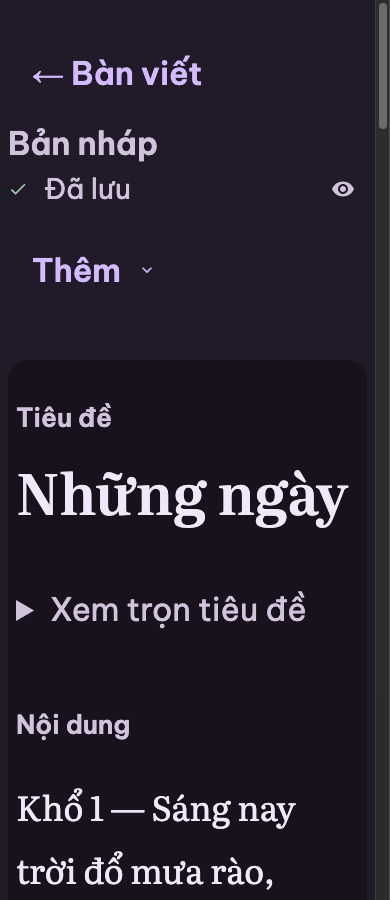 ← Bàn viết
Bản nháp
Đã lưu
Thêm
Tiêu đề
Những ngày
Xem trọn tiêu đề
Nội dung
Khổ 1 — Sáng nay
trời đổ mưa rào,